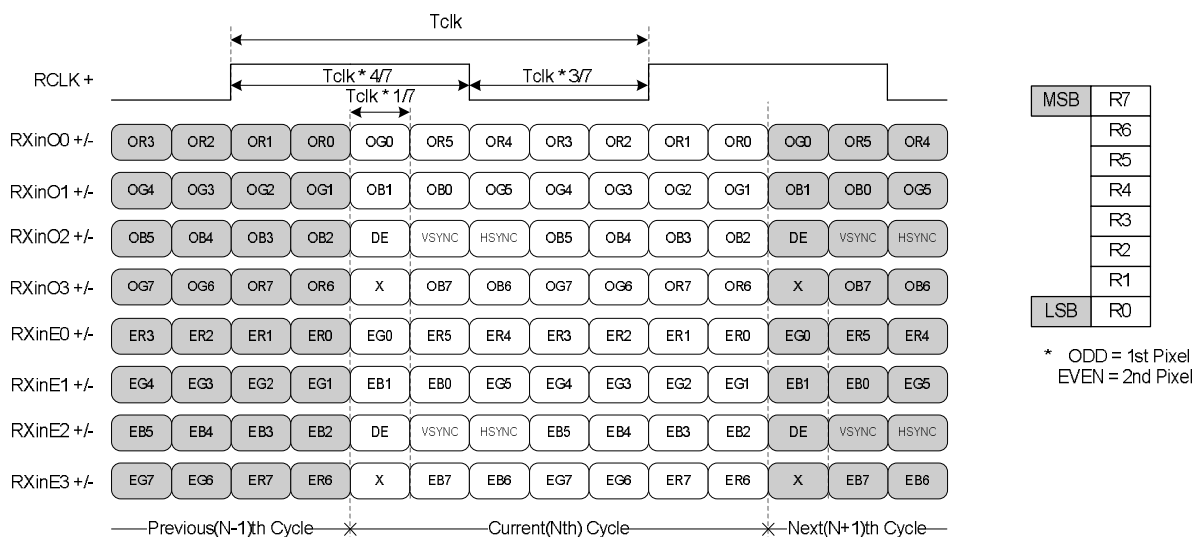 Tclk
RCLK +
Tclk * 4/7 Tclk * 3/7
Tclk * 1/7
RXinO0 +/- OR3 OR2 OR1 OR0 OG0 OR5 OR4 OR3 OR2 OR1 OR0 OG0 OR5 OR4
RXinO1 +/- OG4 OG3 OG2 OG1 OB1 OB0 OG5 OG4 OG3 OG2 OG1 OB1 OB0 OG5
RXinO2 +/- OB5 OB4 OB3 OB2 DE VSYNC HSYNC OB5 OB4 OB3 OB2 DE VSYNC HSYNC
RXinO3 +/- OG7 OG6 OR7 OR6 X OB7 OB6 OG7 OG6 OR7 OR6 X OB7 OB6
RXinE0 +/- ER3 ER2 ER1 ER0 EG0 ER5 ER4 ER3 ER2 ER1 ER0 EG0 ER5 ER4
RXinE1 +/- EG4 EG3 EG2 EG1 EB1 EB0 EG5 EG4 EG3 EG2 EG1 EB1 EB0 EG5
RXinE2 +/- EB5 EB4 EB3 EB2 DE VSYNC HSYNC EB5 EB4 EB3 EB2 DE VSYNC HSYNC
RXinE3 +/- EG7 EG6 ER7 ER6 X EB7 EB6 EG7 EG6 ER7 ER6 X EB7 EB6
Previous(N-1)th Cycle Current(Nth) Cycle Next(N+1)th Cycle
MSB R7
R6
R5
R4
R3
R2
R1
LSB R0
* ODD = 1st Pixel
EVEN = 2nd Pixel